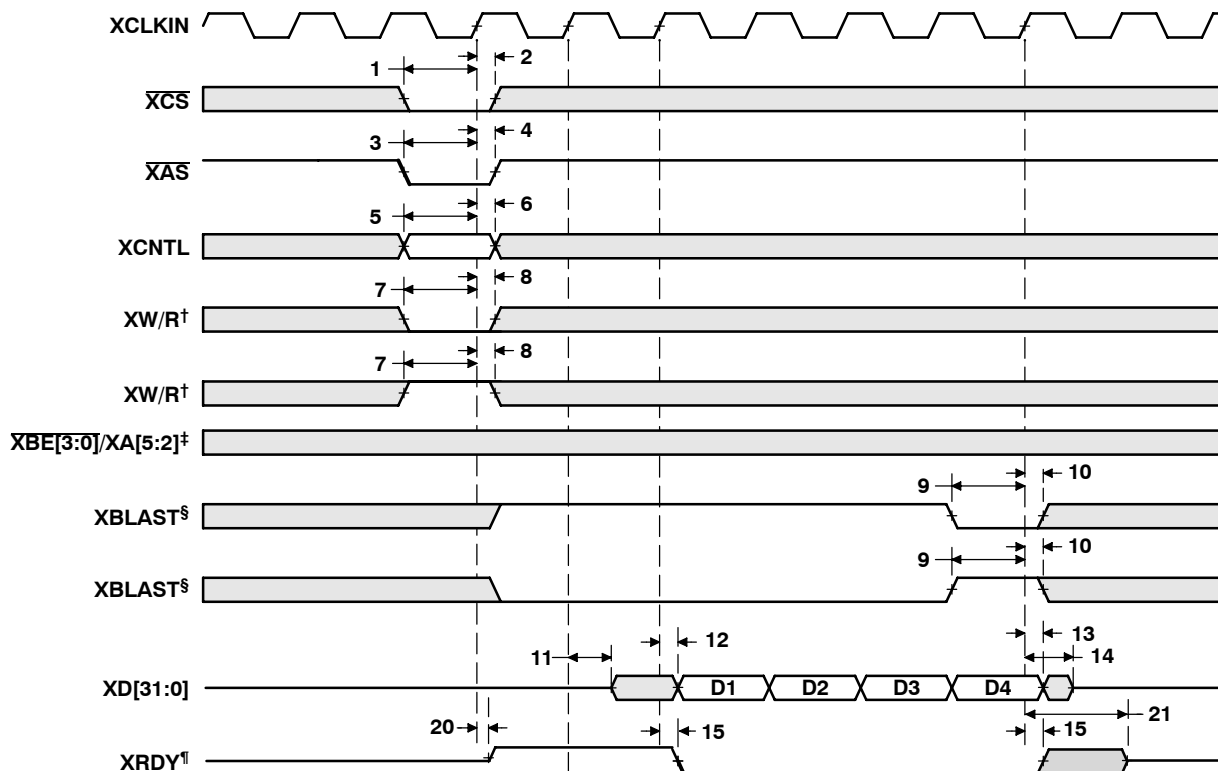 XCLKIN
1 2
XCS
3 4
XAS
5 6
XCNTL
7 8
XW/R†
7 8
XW/R†
XBE[3:0]/XA[5:2]‡
9 10
XBLAST§
9 10
XBLAST§
11 12 13
14
XD[31:0] D1 D2 D3 D4
20 15 15 21
XRDY¶